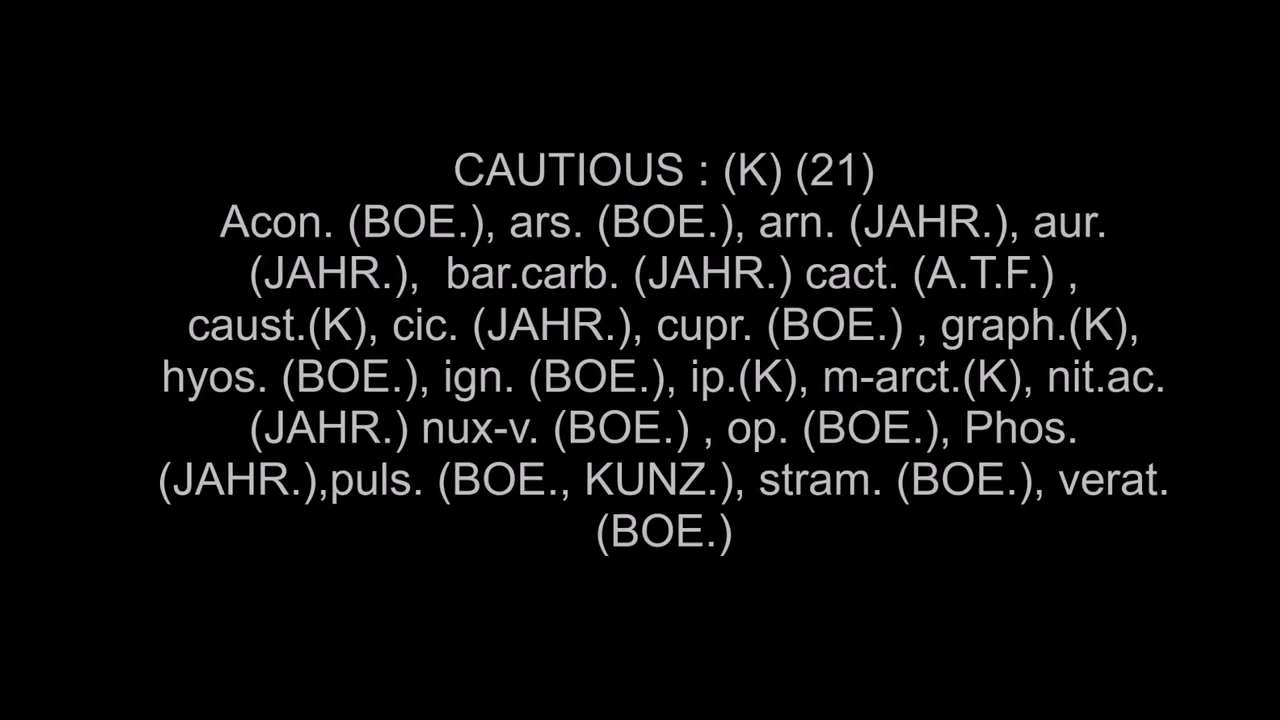 CAUTIOUS : (K) (21)
Acon. (BOE.), ars. (BOE.), arn. (JAHR.), aur.
(JAHR.),  bar.carb. (JAHR.) cact. (A.T.F.) ,
caust.(K), cic. (JAHR.), cupr. (BOE.) , graph.(K),
hyos. (BOE.), ign. (BOE.), ip.(K), m-arct.(K), nit.ac.
(JAHR.) nux-v. (BOE.) , op. (BOE.), Phos.
(JAHR.),puls. (BOE., KUNZ.), stram. (BOE.), verat.
(BOE.)